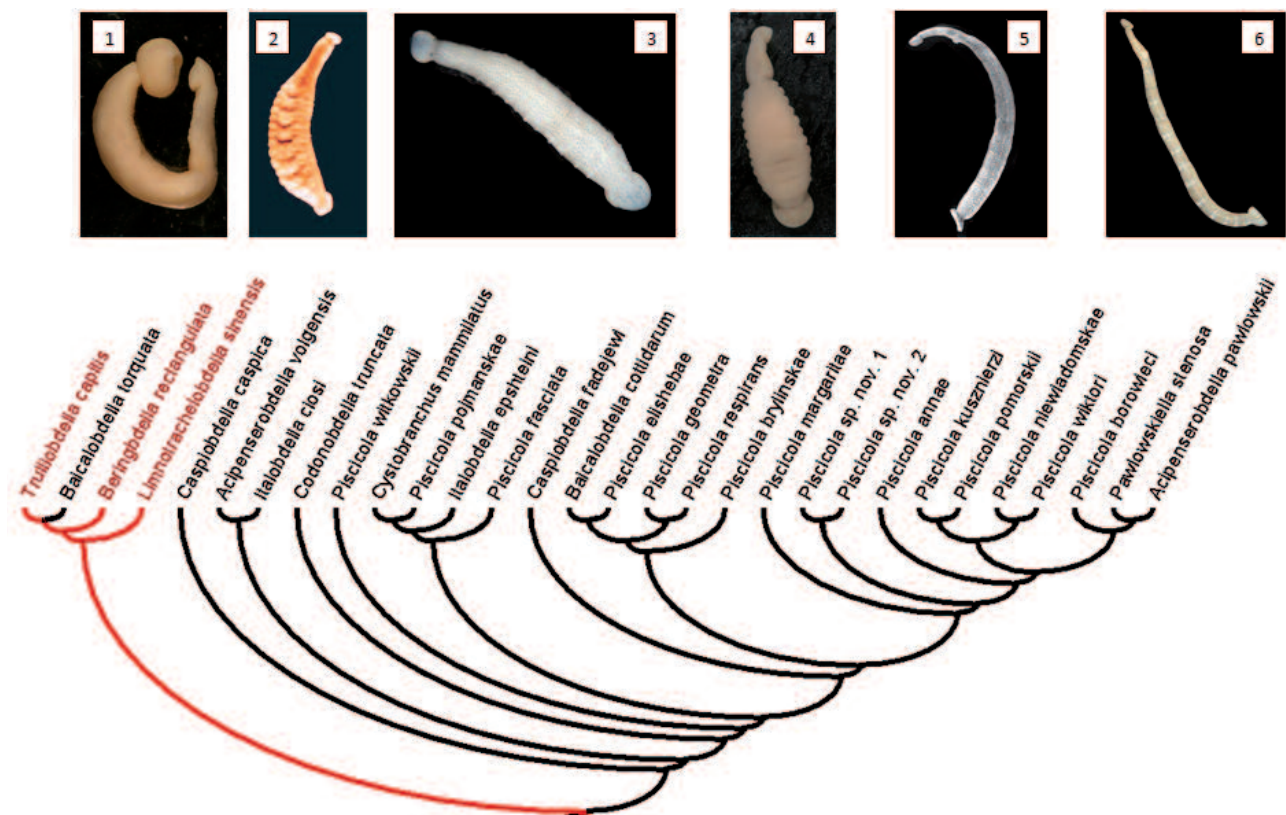 1
2
3
4
5
6
Trulliobdella capitis
Baicalobdella torquata
Beringbdella rectangulata
Limnotrachelobdella sinensis
Caspiobdella caspica
Acipenserobdella volgensis
Italobdella ciosi
Codonobdella truncata
Piscicola wilkowskii
Cystobranchus mammillatus
Piscicola pojmanskae
Italobdella epshteini
Piscicola fasciata
Caspiobdella fadejewi
Baicalobdella cottidarum
Piscicola elishebae
Piscicola geometra
Piscicola respirans
Piscicola brylinskae
Piscicola margaritae
Piscicola sp. nov. 1
Piscicola sp. nov. 2
Piscicola annae
Piscicola kusznierzi
Piscicola pomorskii
Piscicola niewiadomskae
Piscicola wiktori
Piscicola borowieci
Pawlowskiella stenosa
Acipenserobdella pawlowskii